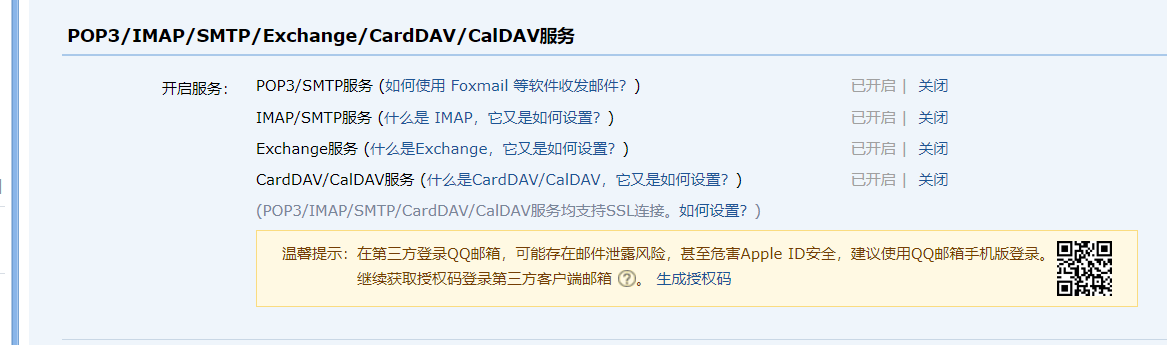 POP3/IMAP/SMTP/Exchange/CardDAV/CalDAV服务
开启服务： POP3/SMTP服务 (如何使用 Foxmail 等软件收发邮件？) 已开启 | 关闭
IMAP/SMTP服务 (什么是 IMAP，它又是如何设置？) 已开启 | 关闭
Exchange服务 (什么是Exchange，它又是如何设置？) 已开启 | 关闭
CardDAV/CalDAV服务 (什么是CardDAV/CalDAV，它又是如何设置？) 已开启 | 关闭
(POP3/IMAP/SMTP/CardDAV/CalDAV服务均支持SSL连接。如何设置？)
温馨提示：在第三方登录QQ邮箱，可能存在邮件泄露风险，甚至危害Apple ID安全，建议使用QQ邮箱手机版登录。
继续获取授权码登录第三方客户端邮箱 ?。 生成授权码